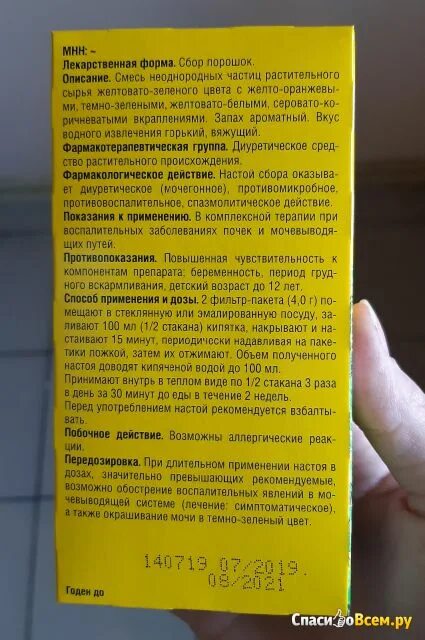 МНН: ~
Лекарственная форма. Сбор порошок.
Описание. Смесь неоднородных частиц растительного
сырья желтовато-зеленого цвета с желто-оранжевы-
ми, темно-зелеными, желтовато-белыми, серовато-ко-
ричневатыми вкраплениями. Запах ароматный. Вкус
водного извлечения горький, вяжущий.
Фармакотерапевтическая группа. Диуретическое сред-
ство растительного происхождения.
Фармакологическое действие. Настой сбора оказыва-
ет диуретическое (мочегонное), противомикробное,
противовоспалительное, спазмолитическое действие.
Показания к применению. В комплексной терапии при
воспалительных заболеваниях почек и мочевыводя-
щих путей.
Противопоказания. Повышенная чувствительность к
компонентам препарата; беременность, период груд-
ного вскармливания, детский возраст до 12 лет.
Способ применения и дозы. 2 фильтр-пакета (4,0 г) по-
мещают в стеклянную или эмалированную посуду, за-
ливают 100 мл (1/2 стакана) кипятка, накрывают и на-
стаивают 15 минут, периодически надавливая на паке-
тики ложкой, затем их отжимают. Объем полученного
настоя доводят кипяченой водой до 100 мл.
Принимают внутрь в теплом виде по 1/2 стакана 3 раза
в день за 30 минут до еды в течение 2 недель.
Перед употреблением настой рекомендуется взбалты-
вать.
Побочное действие. Возможны аллергические реак-
ции.
Передозировка. При длительном применении настоя в
дозах, значительно превышающих рекомендуемые,
возможно обострение воспалительных явлений в мо-
чевыводящей системе (лечение: симптоматическое),
а также окрашивание мочи в темно-зеленый цвет.
140719 07/2019
08/2021
Годен до
СпасибоВсем.ру